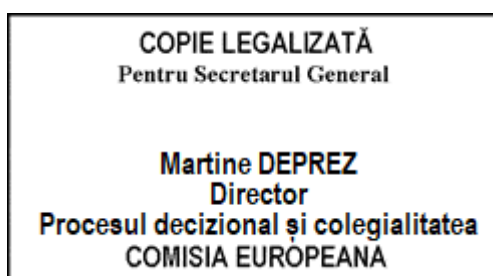 COPIE LEGALIZATĂ
Pentru Secretarul General
Martine DEPREZ
Director
Procesul decizional și colegialitatea
COMISIA EUROPEANA